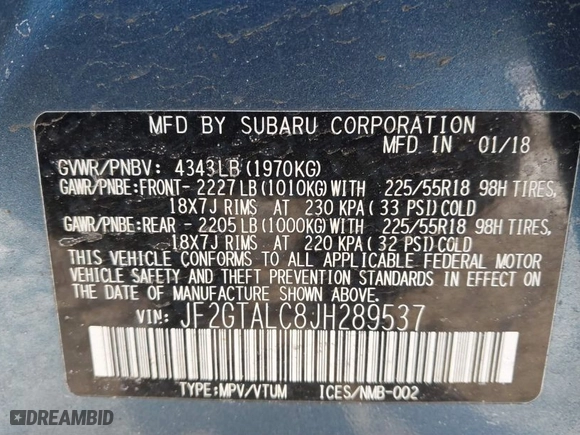 MFD BY SUBARU CORPORATION
MFD IN 01/18
GVWR/PNBV: 4343LB (1970KG)
GAWR/PNBE:FRONT- 2227LB(1010KG)WITH 225/55R18 98H TIRES,
18X7J RIMS AT 230 KPA ( 33 PSI)COLD
GAWR/PNBE:REAR - 2205LB(1000KG)WITH 225/55R18 98H TIRES,
18X7J RIMS AT 220 KPA ( 32 PSI)COLD
THIS VEHICLE CONFORMS TO ALL APPLICABLE FEDERAL MOTOR
VEHICLE SAFETY AND THEFT PREVENTION STANDARDS IN EFFECT
ON THE DATE OF MANUFACTURE SHOWN ABOVE.
VIN: JF2GTALC8JH289537
TYPE:MPV/VTUM ICES/NMB-002
DREAMBID